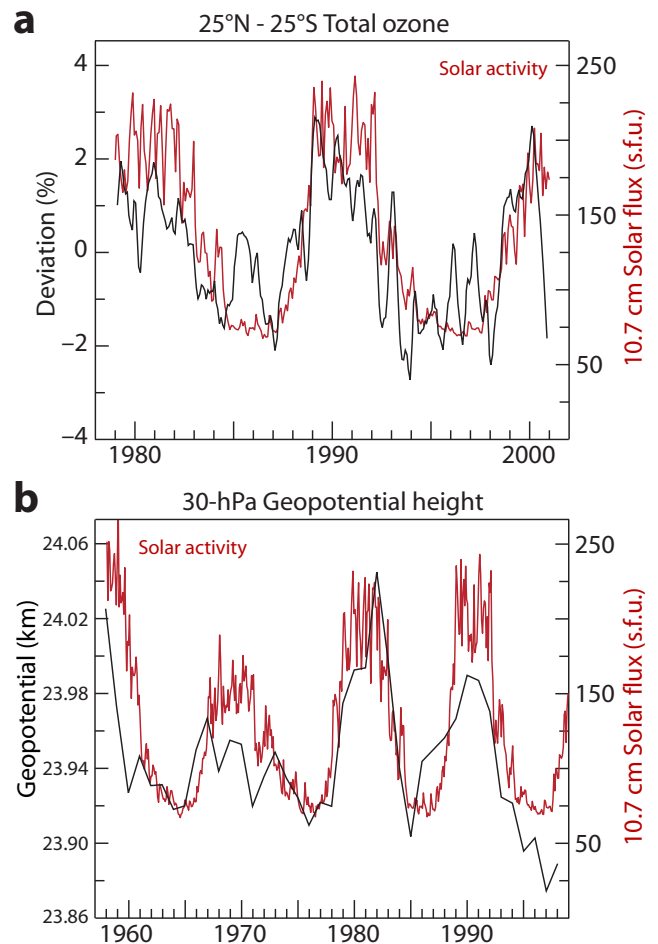 a
25°N - 25°S Total ozone
Solar activity
4
2
0
−2
−4
Deviation (%)
250
150
50
10.7 cm Solar flux (s.f.u.)
1980
1990
2000
b
30-hPa Geopotential height
Solar activity
24.06
24.02
23.98
23.94
23.90
23.86
Geopotential (km)
250
150
50
10.7 cm Solar flux (s.f.u.)
1960
1970
1980
1990